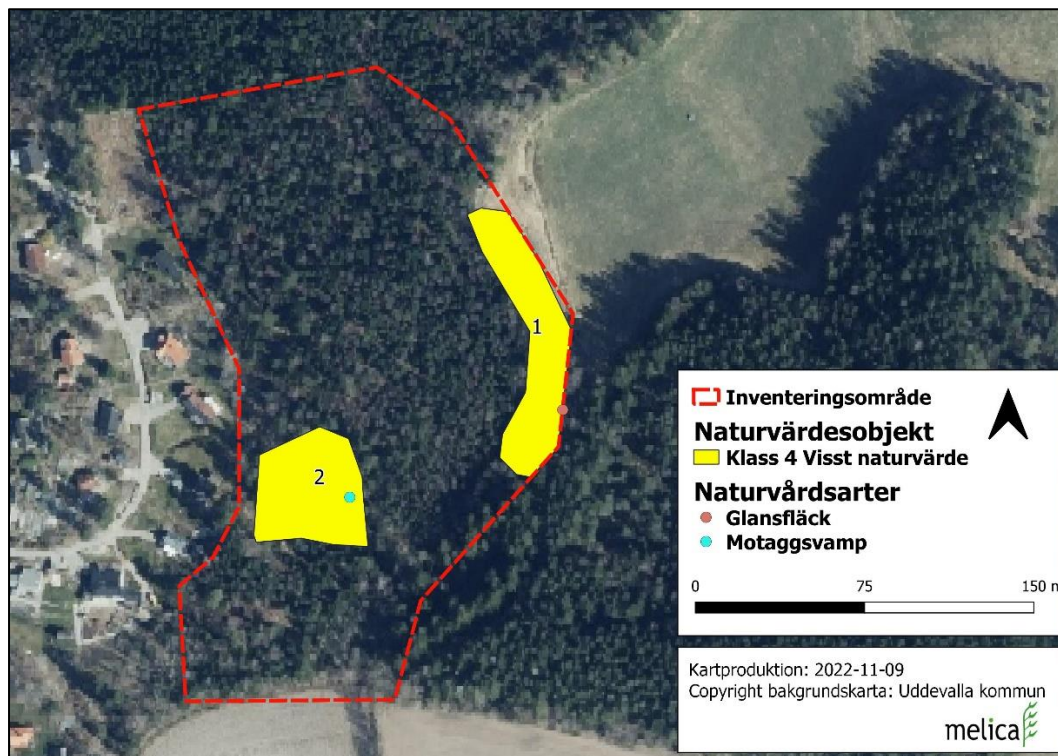 1
2
Inventeringsområde
Naturvärdesobjekt
Klass 4 Visst naturvärde
Naturvårdsarter
Glansfläck
Motaggsvamp
0 75 150 m
Kartproduktion: 2022-11-09
Copyright bakgrundskarta: Uddevalla kommun
melica